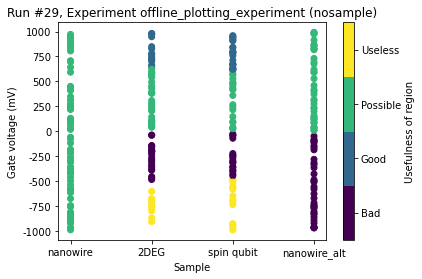 Run #29, Experiment offline_plotting_experiment (nosample)
1000
750
500
250
0
-250
-500
-750
-1000
Gate voltage (mV)
nanowire
2DEG
spin qubit
nanowire_alt
Sample
Useless
Possible
Good
Bad
Usefulness of region